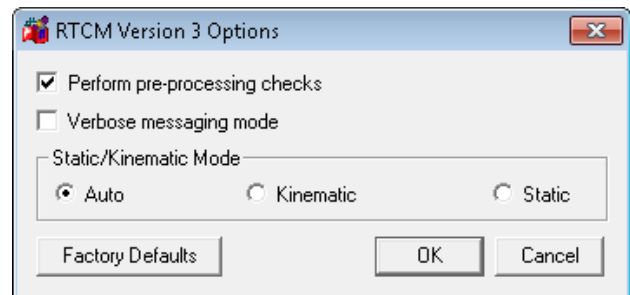 RTCM Version 3 Options
Perform pre-processing checks
Verbose messaging mode
Static/Kinematic Mode
Auto Kinematic Static
Factory Defaults OK Cancel